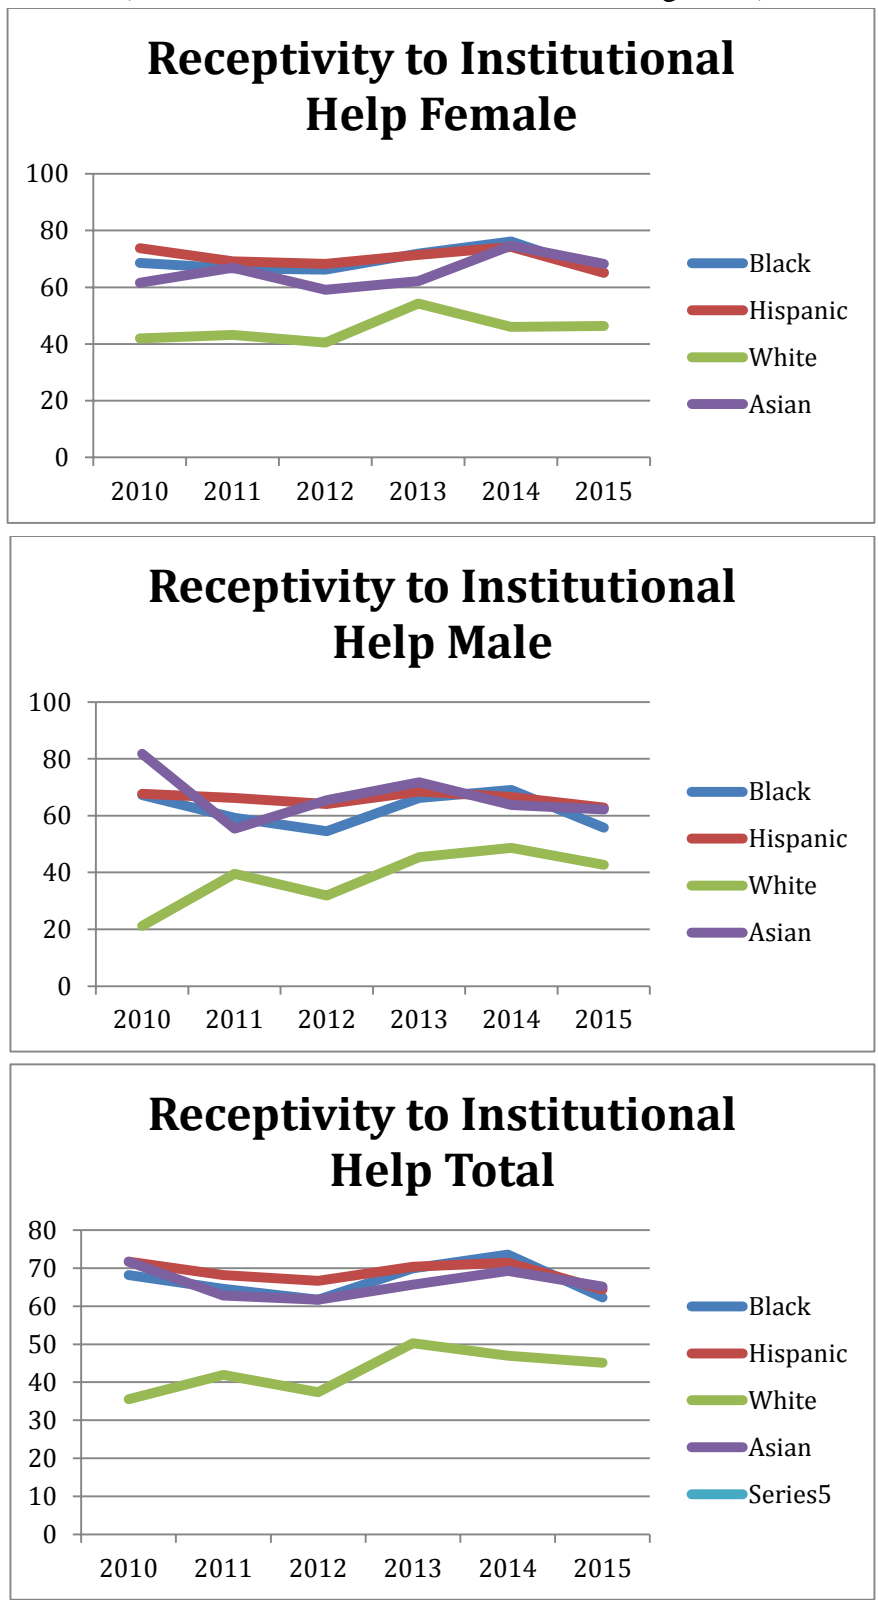 Receptivity to Institutional
Help Female
100
80
60
40
20
0
2010 2011 2012 2013 2014 2015
Black
Hispanic
White
Asian
Receptivity to Institutional
Help Male
100
80
60
40
20
0
2010 2011 2012 2013 2014 2015
Black
Hispanic
White
Asian
Receptivity to Institutional
Help Total
80
70
60
50
40
30
20
10
0
2010 2011 2012 2013 2014 2015
Black
Hispanic
White
Asian
Series5